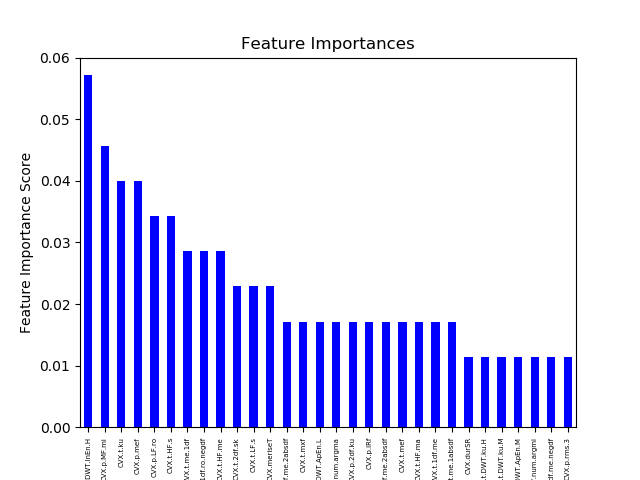 Feature Importances
Feature Importance Score
0.06
0.05
0.04
0.03
0.02
0.01
0.00
DWT.InEn.H
CVX.p.MF.mi
CVX.t.ku
CVX.p.mef
CVX.p.LF.ro
CVX.t.HF.s
VX.t.me.1df
1df.ro.negdf
CVX.t.HF.me
CVX.t.2df.sk
CVX.t.LF.s
CVX.meriseT
f.me.2absdf
CVX.t.mxf
DWT.ApEn.L
num.argma
CVX.p.2df.ku
CVX.p.IRf
f.me.2absdf
CVX.t.mef
CVX.t.HF.ma
CVX.t.1df.me
t.me.1absdf
CVX.durSR
t.DWT.ku.H
t.DWT.ku.M
DWT.ApEn.M
f.num.argmi
df.me.negdf
CVX.p.rms.3